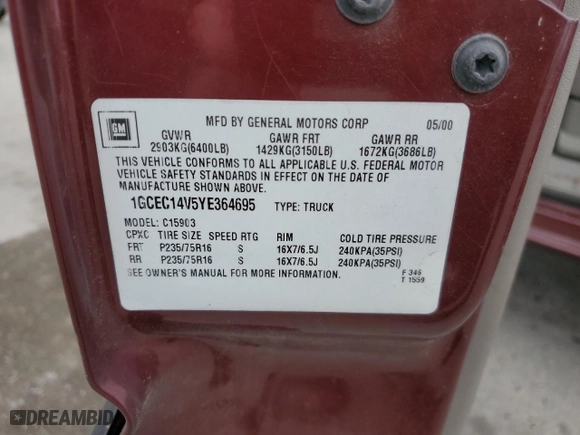 GM
MFD BY GENERAL MOTORS CORP 05/00
GVWR GAWR FRT GAWR RR
2903KG(6400LB) 1429KG(3150LB) 1672KG(3686LB)
THIS VEHICLE CONFORMS TO ALL APPLICABLE U.S. FEDERAL MOTOR
VEHICLE SAFETY STANDARDS IN EFFECT ON THE DATE OF
MANUFACTURE SHOWN ABOVE.
1GCEC14V5YE364695 TYPE: TRUCK
MODEL: C15903
CPXC TIRE SIZE SPEED RTG RIM COLD TIRE PRESSURE
FRT P235/75R16 S 16X7/6.5J 240KPA(35PSI)
RR P235/75R16 S 16X7/6.5J 240KPA(35PSI)
SEE OWNER'S MANUAL FOR MORE INFORMATION.
F 346
T 1559
DREAMBID